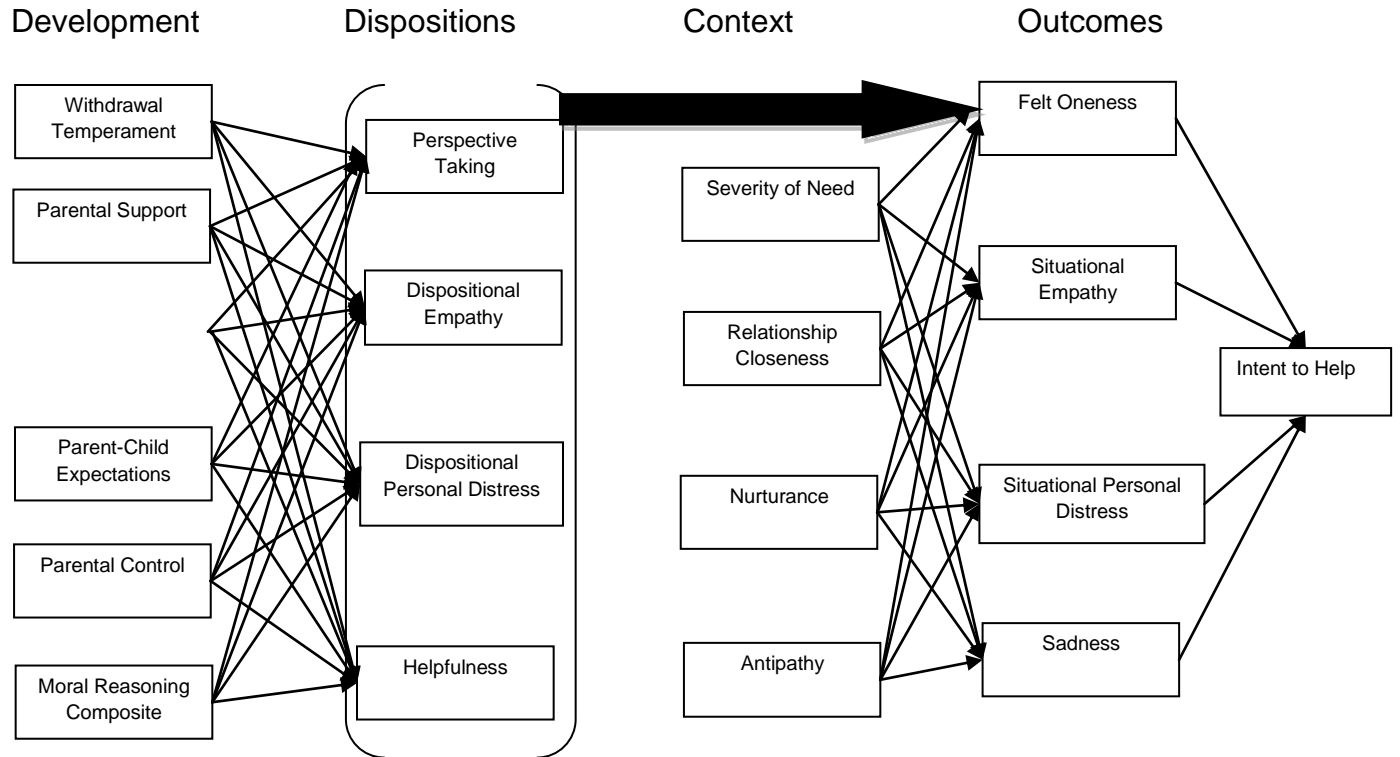 Development
Dispositions
Context
Outcomes
Withdrawal
Temperament
Parental Support
Parent-Child
Expectations
Parental Control
Moral Reasoning
Composite
Perspective
Taking
Dispositional
Empathy
Dispositional
Personal Distress
Helpfulness
Severity of Need
Relationship
Closeness
Nurturance
Antipathy
Felt Oneness
Situational
Empathy
Situational Personal
Distress
Sadness
Intent to Help